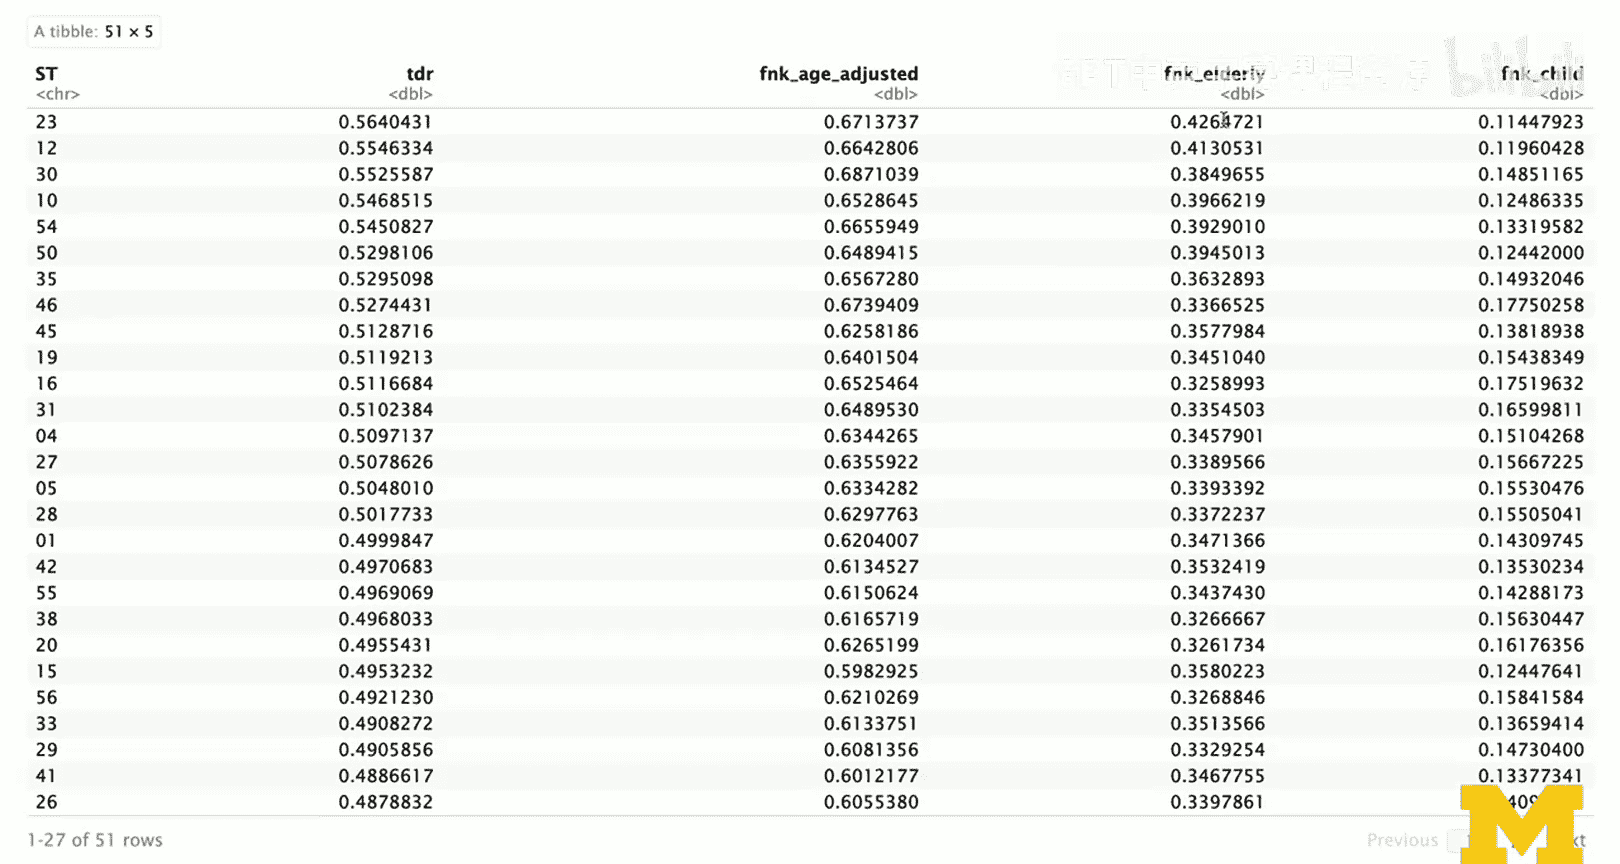 A tibble: 51 × 5
ST tdr fnk_age_adjusted fnk_elderly fnk_child
<chr> <dbl> <dbl> <dbl> <dbl>
23 0.5640431 0.6713737 0.4264721 0.11447923
12 0.5546334 0.6642806 0.4130531 0.11960428
30 0.5525587 0.6871039 0.3849655 0.14851165
10 0.5468515 0.6528645 0.3966219 0.12486335
54 0.5450827 0.6655949 0.3929010 0.13319582
50 0.5298106 0.6489415 0.3945013 0.12442000
35 0.5295098 0.6567280 0.3632893 0.14932046
46 0.5274431 0.6739409 0.3366525 0.17750258
45 0.5128716 0.6258186 0.3577984 0.13818938
19 0.5119213 0.6401504 0.3451040 0.15438349
16 0.5116684 0.6525464 0.3258993 0.17519632
31 0.5102384 0.6489530 0.3354503 0.16599811
04 0.5097137 0.6344265 0.3457901 0.15104268
27 0.5078626 0.6355922 0.3389566 0.15667225
05 0.5048010 0.6334282 0.3393392 0.15530476
28 0.5017733 0.6297763 0.3372237 0.15505041
01 0.4999847 0.6204007 0.3471366 0.14309745
42 0.4970683 0.6134527 0.3532419 0.13530234
55 0.4969069 0.6150624 0.3437430 0.14288173
38 0.4968033 0.6165719 0.3266667 0.15630447
20 0.4955431 0.6265199 0.3261734 0.16176356
15 0.4953232 0.5982925 0.3580223 0.12447641
56 0.4921230 0.6210269 0.3268846 0.15841584
33 0.4908272 0.6133751 0.3513566 0.13659414
29 0.4905856 0.6081356 0.3329254 0.14730400
41 0.4886617 0.6012177 0.3467755 0.13377341
26 0.4878832 0.6055380 0.3397861
1-27 of 51 rows Previous
M